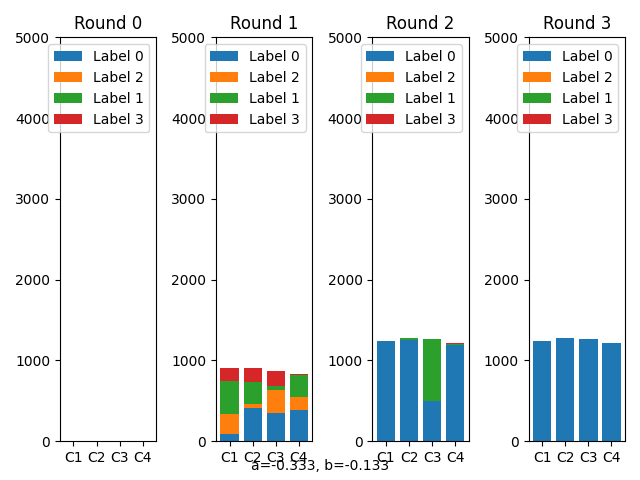 Round 0 Round 1 Round 2 Round 3
5000 5000 5000 5000
Label 0 Label 0 Label 0 Label 0
Label 2 Label 2 Label 2 Label 2
Label 1 Label 1 Label 1 Label 1
4000 4000 4000 4000
Label 3 Label 3 Label 3 Label 3
3000 3000 3000 3000
2000 2000 2000 2000
1000 1000 1000 1000
0 0 0 0
C1 C2 C3 C4 C1 C2 C3 C4 C1 C2 C3 C4 C1 C2 C3 C4
a=-0.333, b=-0.133